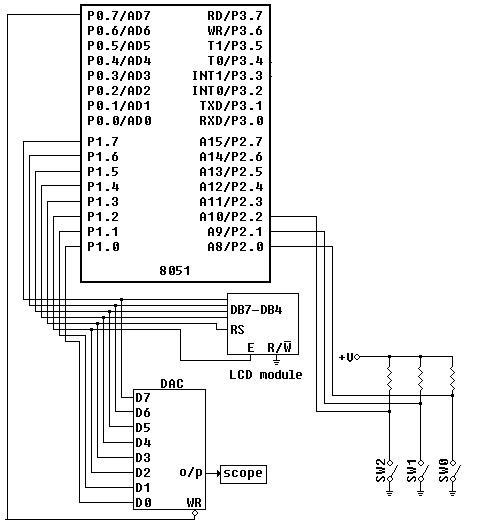 P0.7/AD7 RD/P3.7
P0.6/AD6 WR/P3.6
P0.5/AD5 T1/P3.5
P0.4/AD4 T0/P3.4
P0.3/AD3 INT1/P3.3
P0.2/AD2 INT0/P3.2
P0.1/AD1 TXD/P3.1
P0.0/AD0 RXD/P3.0
P1.7 A15/P2.7
P1.6 A14/P2.6
P1.5 A13/P2.5
P1.4 A12/P2.4
P1.3 A11/P2.3
P1.2 A10/P2.2
P1.1 A9/P2.1
P1.0 A8/P2.0
8051
DB7-DB4
RS
E R/W̅
LCD module
+V
DAC
D7
D6
D5
D4
D3
D2 o/p scope
D1
D0 WR
SW2 SW1 SW0